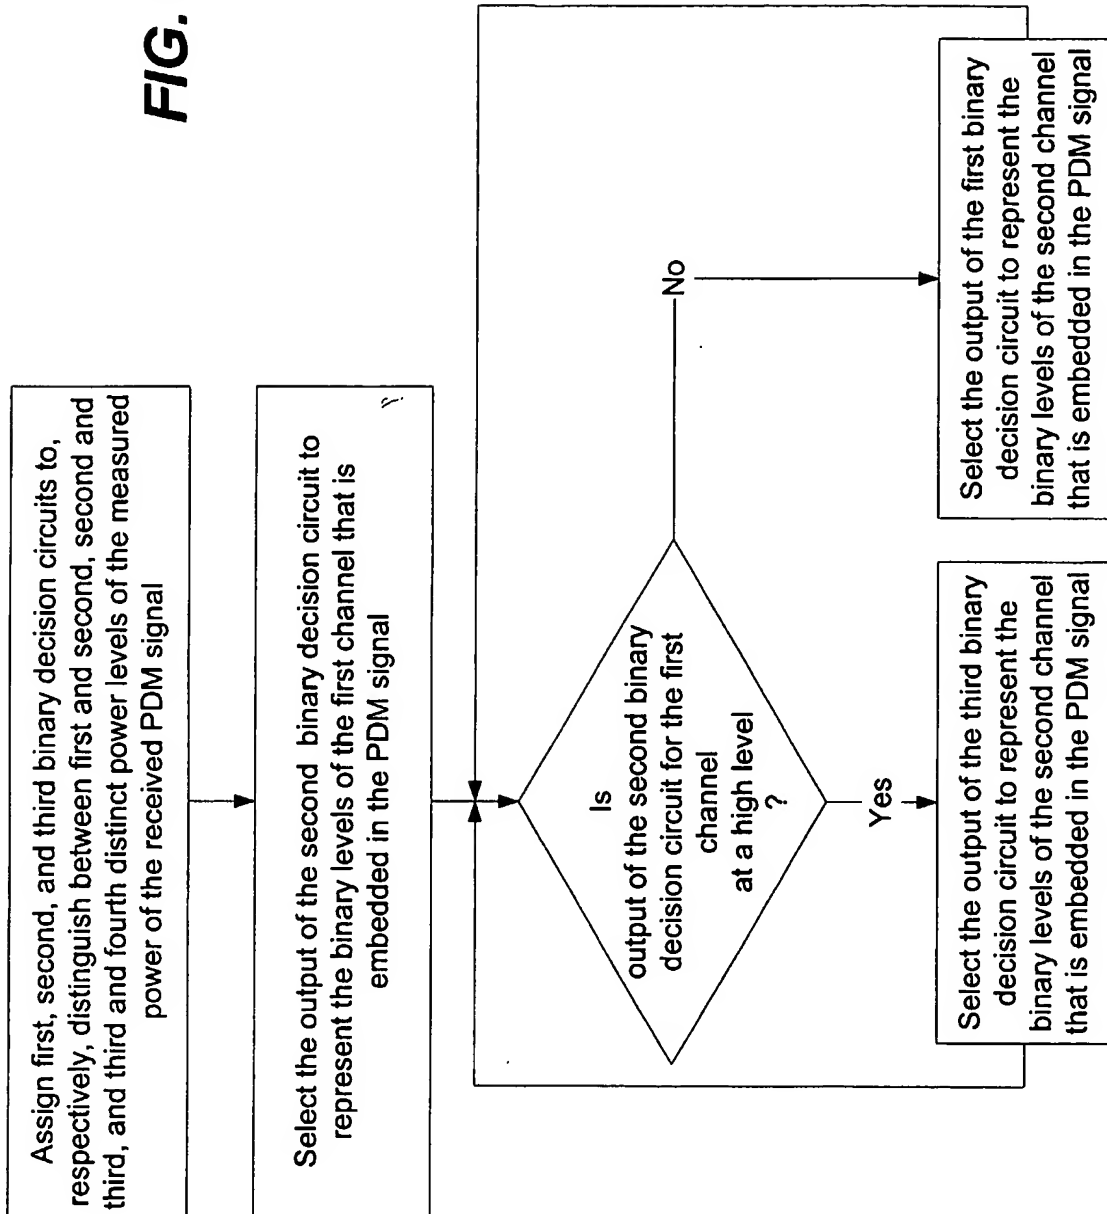 FIG.
Assign first, second, and third binary decision circuits to,
respectively, distinguish between first and second, second and
third, and third and fourth distinct power levels of the measured
power of the received PDM signal
Select the output of the second binary decision circuit to
represent the binary levels of the first channel that is
embedded in the PDM signal
Is
output of the second binary
decision circuit for the first
channel
at a high level
?
No
Yes
Select the output of the third binary
decision circuit to represent the
binary levels of the second channel
that is embedded in the PDM signal
Select the output of the first binary
decision circuit to represent the
binary levels of the second channel
that is embedded in the PDM signal